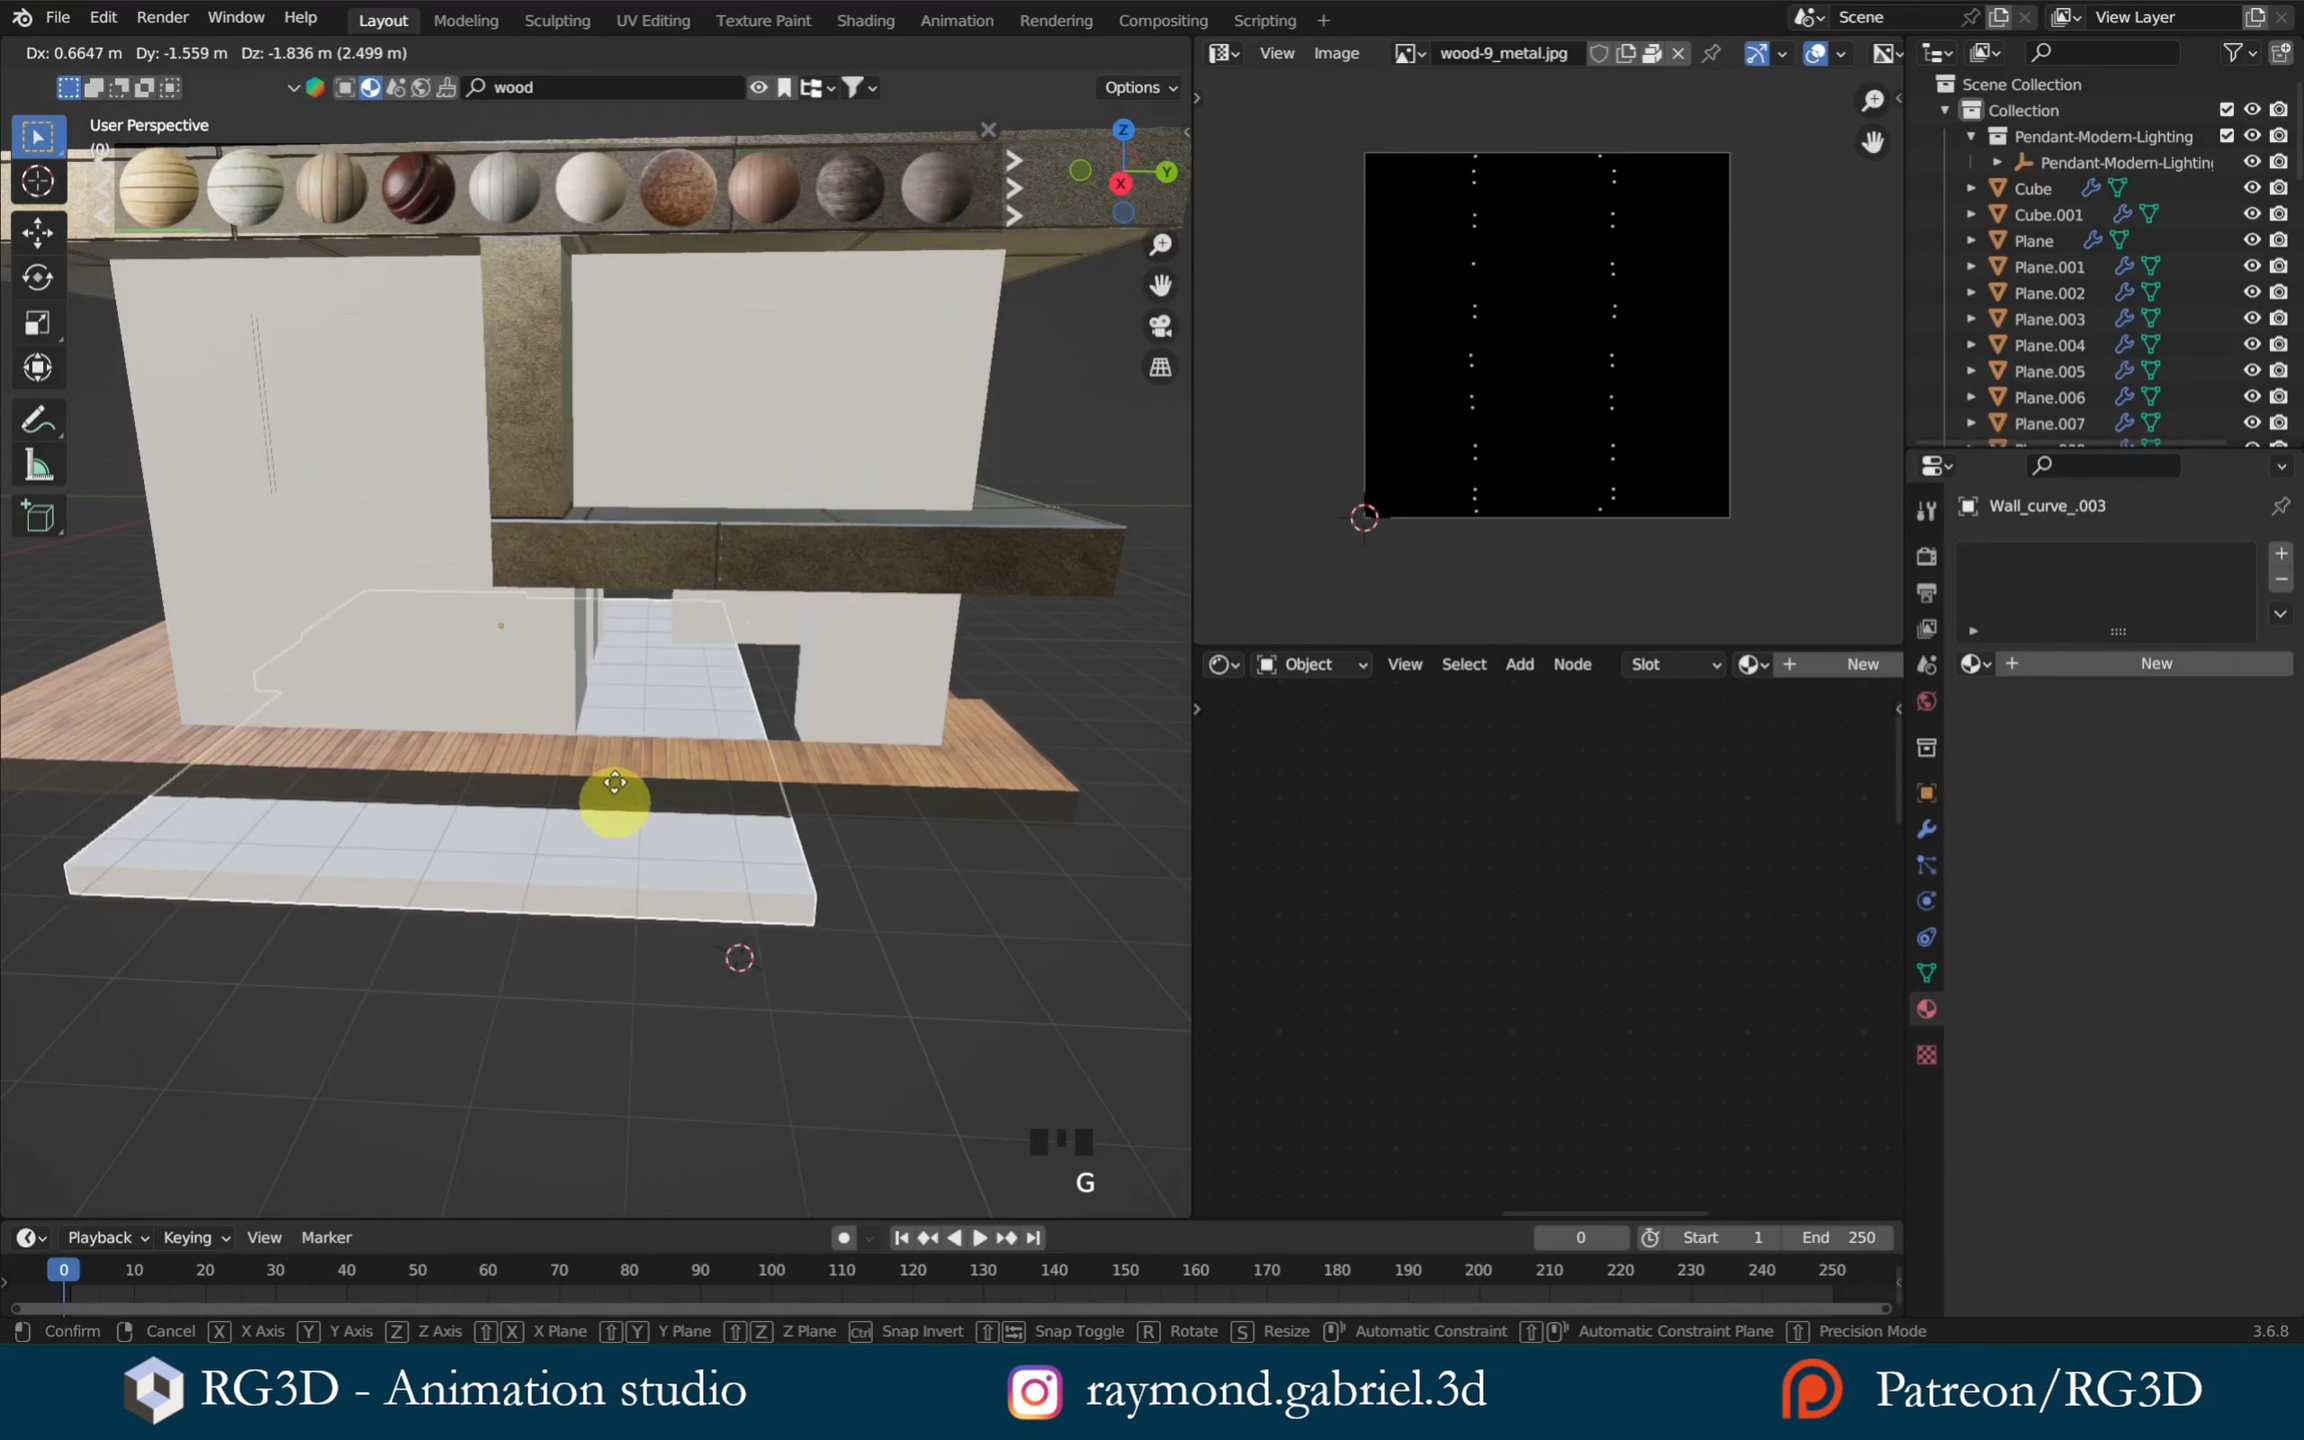 File Edit Render Window Help Layout Modeling Sculpting UV Editing Texture Paint Shading Animation Rendering Compositing Scripting + Scene View Layer
Dx: 0.6647 m Dy: -1.559 m Dz: -1.836 m (2.499 m)
wood Options
User Perspective
(0)
Z
Y
X
G
View Image wood-9_metal.jpg
Object View Select Add Node Slot New
Scene Collection
Collection
Pendant-Modern-Lighting
Pendant-Modern-Lighting
Cube
Cube.001
Plane
Plane.001
Plane.002
Plane.003
Plane.004
Plane.005
Plane.006
Plane.007
Wall_curve_.003
New
Playback Keying View Marker 0 Start 1 End 250
0 10 20 30 40 50 60 70 80 90 100 110 120 130 140 150 160 170 180 190 200 210 220 230 240 250
Confirm Cancel X X Axis Y Y Axis Z Z Axis X X Plane Y Y Plane Z Z Plane Ctrl Snap Invert Snap Toggle R Rotate S Resize Automatic Constraint Automatic Constraint Plane Precision Mode 3.6.8
RG3D - Animation studio raymond.gabriel.3d Patreon/RG3D